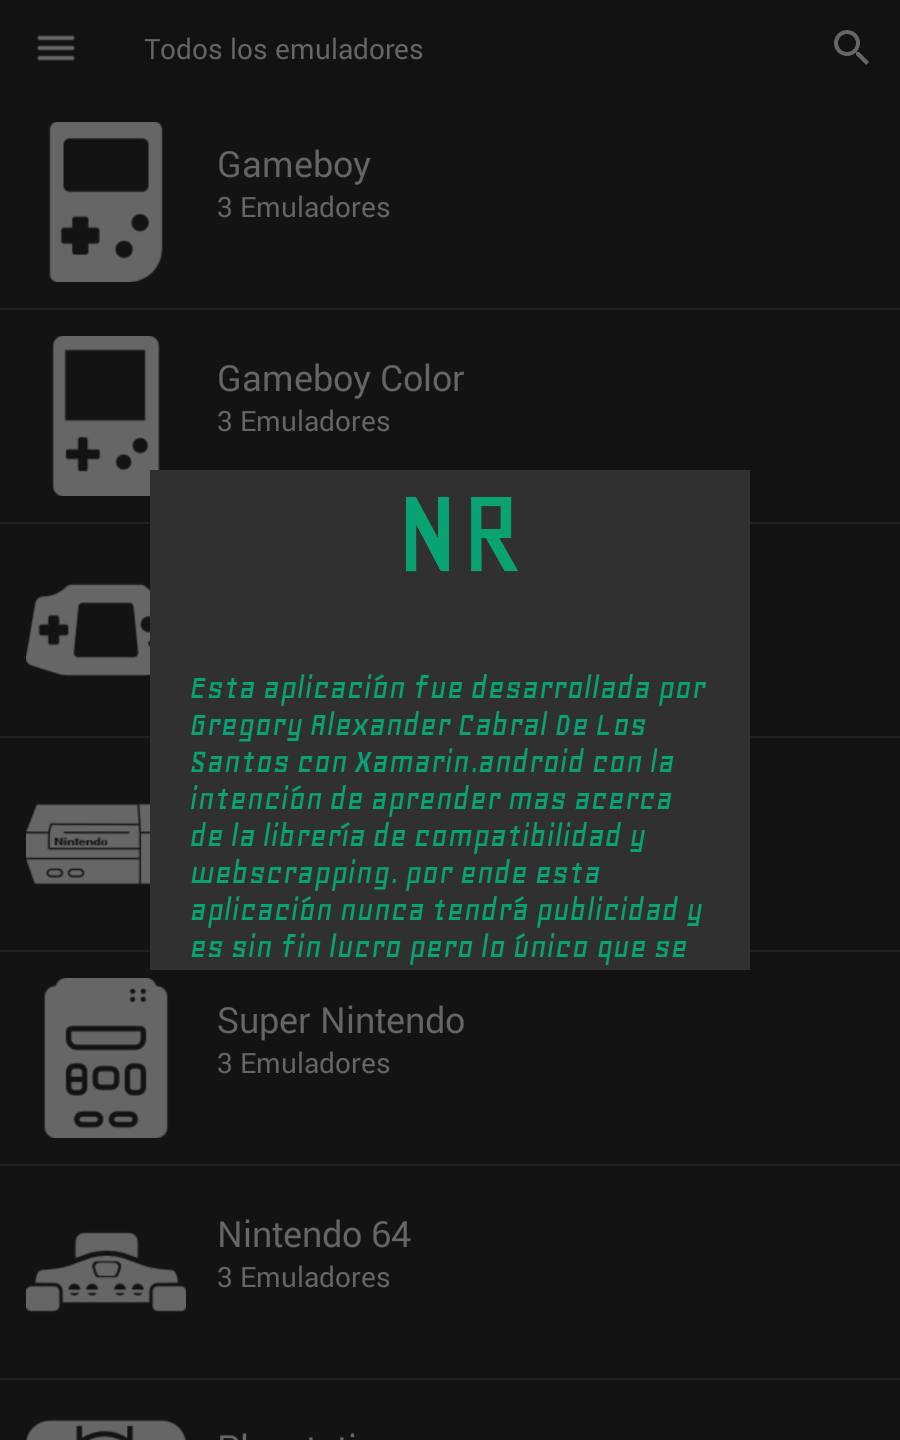 Todos los emuladores
Gameboy
3 Emuladores
Gameboy Color
3 Emuladores
NR
Esta aplicación fue desarrollada por
Gregory Alexander Cabral De Los
Santos con Xamarin.android con la
intención de aprender mas acerca
de la librería de compatibilidad y
webscrapping. por ende esta
aplicación nunca tendrá publicidad y
es sin fin lucro pero lo único que se
Nintendo
Super Nintendo
3 Emuladores
Nintendo 64
3 Emuladores